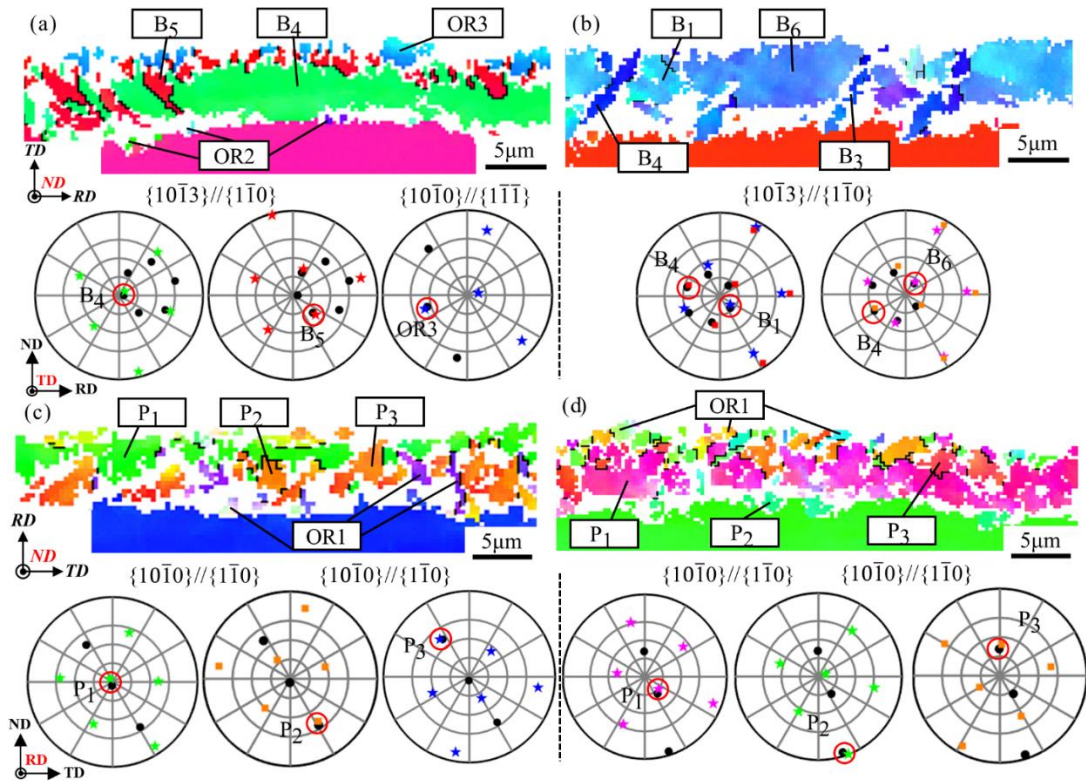 (a) B₅ B₄ OR3 (b) B₁ B₆
OR2 5μm B₄ B₃ 5μm
TD
ND
RD
{101̅3}//{11̅0} {101̅0}//{11̅1̅} {101̅3}//{11̅0}
B₄ B₅ OR3 B₄ B₁ B₆ B₄
ND
TD
RD
(c) P₁ P₂ P₃ (d) OR1
OR1 5μm P₁ P₂ P₃ 5μm
RD
ND
TD
{101̅0}//{11̅0} {101̅0}//{11̅0} {101̅0}//{11̅0} {101̅0}//{11̅0}
P₁ P₂ P₃ P₁ P₂ P₃
ND
RD
TD